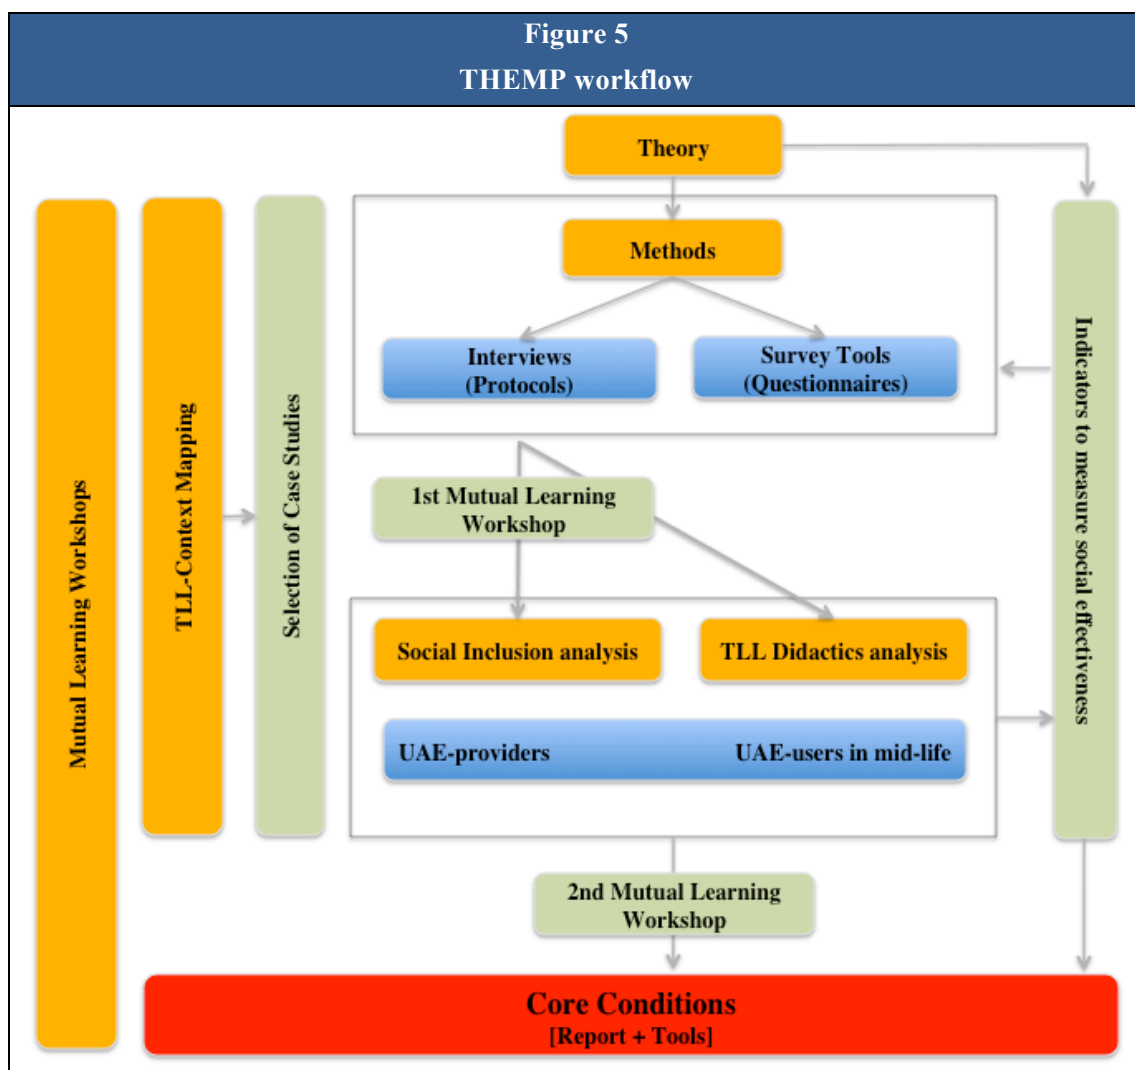 Figure 5
THEMP workflow
Theory
Mutual Learning Workshops
TLL-Context Mapping
Selection of Case Studies
Methods
Interviews
(Protocols)
Survey Tools
(Questionnaires)
Indicators to measure social effectiveness
1st Mutual Learning
Workshop
Social Inclusion analysis
TLL Didactics analysis
UAE-providers
UAE-users in mid-life
2nd Mutual Learning
Workshop
Core Conditions
[Report + Tools]